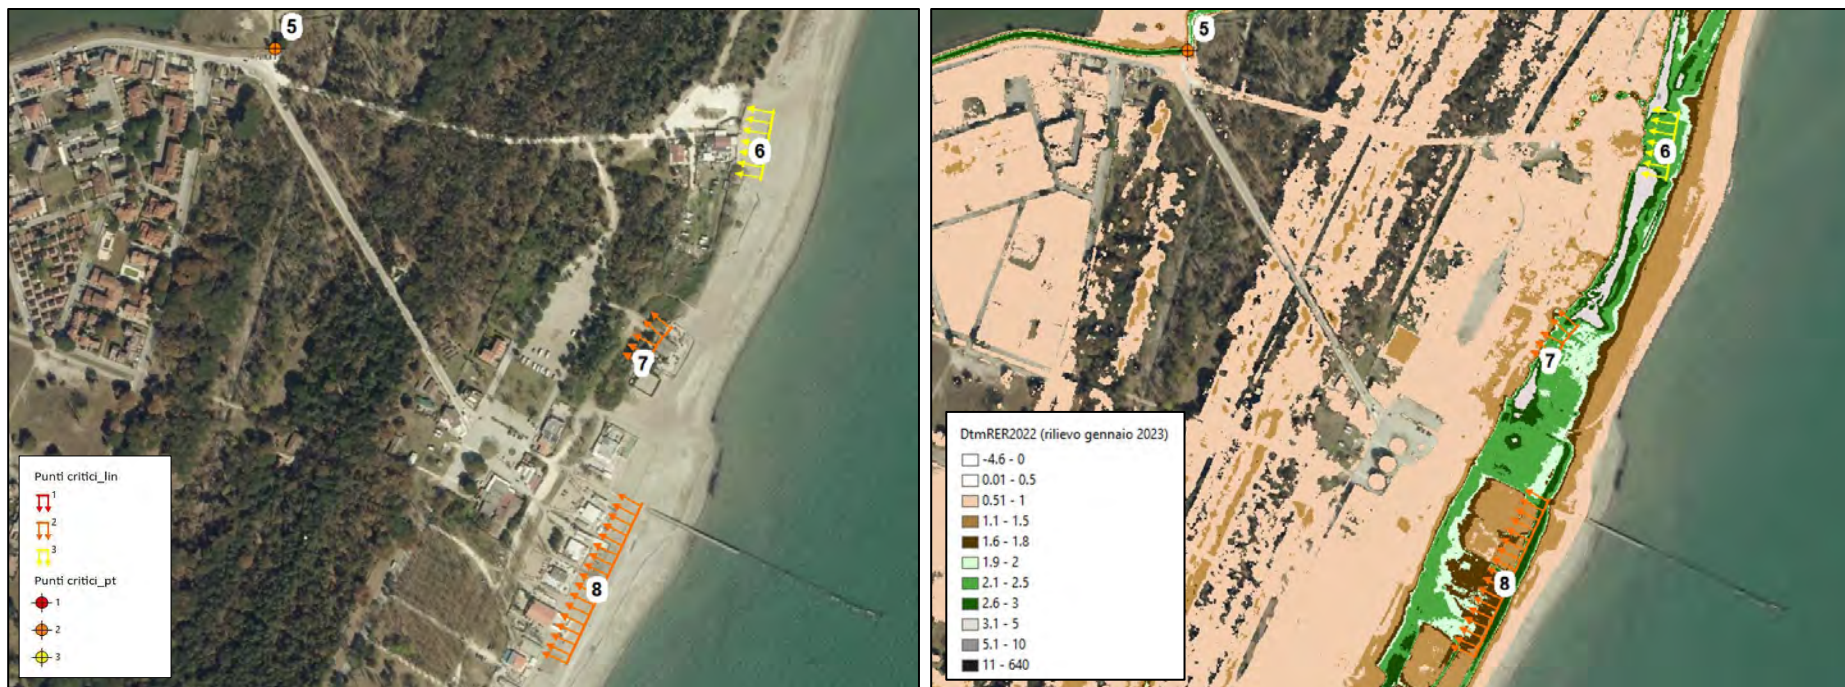 5
6
7
8
Punti critici_lin
1
2
3
Punti critici_pt
1
2
3
5
6
7
8
DtmRER2022 (rilievo gennaio 2023)
-4.6 - 0
0.01 - 0.5
0.51 - 1
1.1 - 1.5
1.6 - 1.8
1.9 - 2
2.1 - 2.5
2.6 - 3
3.1 - 5
5.1 - 10
11 - 640